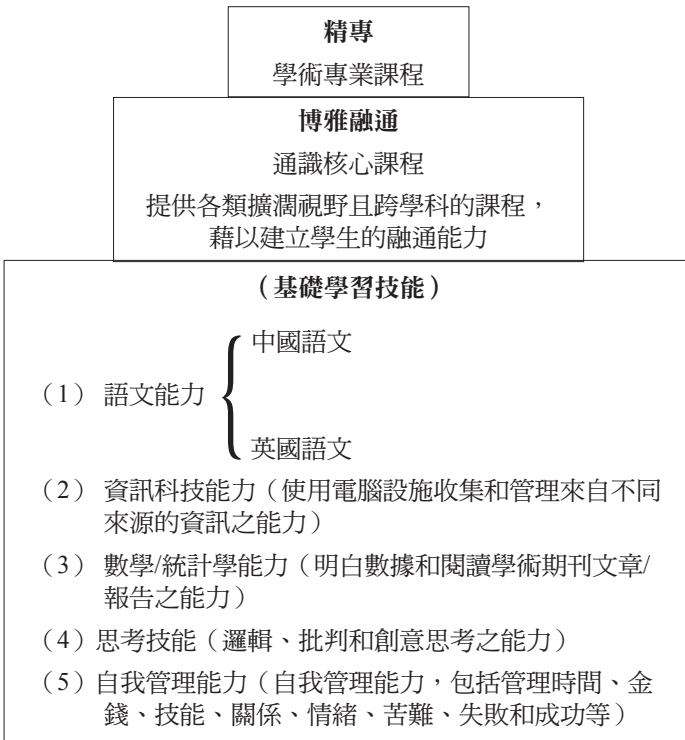 精專
學術專業課程
博雅融通
通識核心課程
提供各類擴濶視野且跨學科的課程，
藉以建立學生的融通能力
（基礎學習技能）
中國語文
（1） 語文能力
英國語文
（2） 資訊科技能力（使用電腦設施收集和管理來自不同
來源的資訊之能力）
（3） 數學/統計學能力（明白數據和閱讀學術期刊文章/
報告之能力）
（4）思考技能（邏輯、批判和創意思考之能力）
（5）自我管理能力（自我管理能力，包括管理時間、金
錢、技能、關係、情緒、苦難、失敗和成功等）